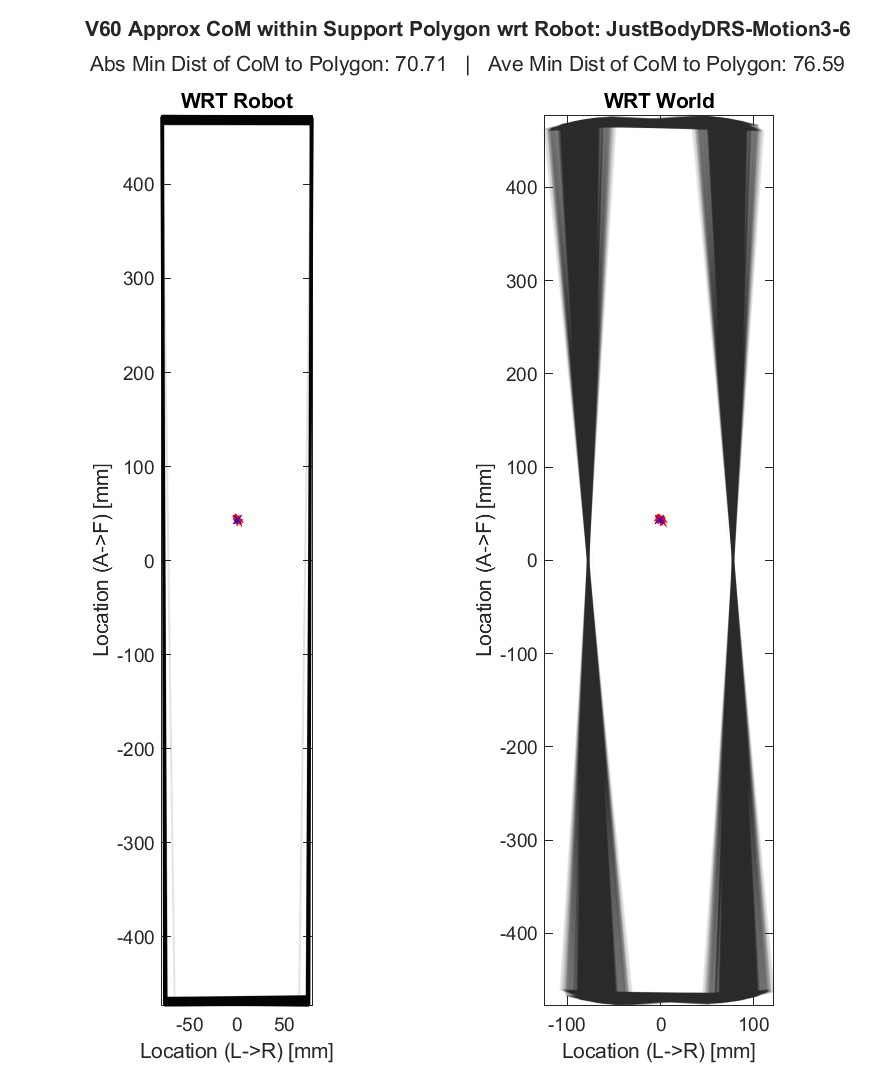 V60 Approx CoM within Support Polygon wrt Robot: JustBodyDRS-Motion3-6
Abs Min Dist of CoM to Polygon: 70.71 | Ave Min Dist of CoM to Polygon: 76.59
WRT Robot
400
300
200
100
0
-100
-200
-300
-400
Location (A->F) [mm]
-50 0 50
Location (L->R) [mm]
WRT World
400
300
200
100
0
-100
-200
-300
-400
Location (A->F) [mm]
-100 0 100
Location (L->R) [mm]